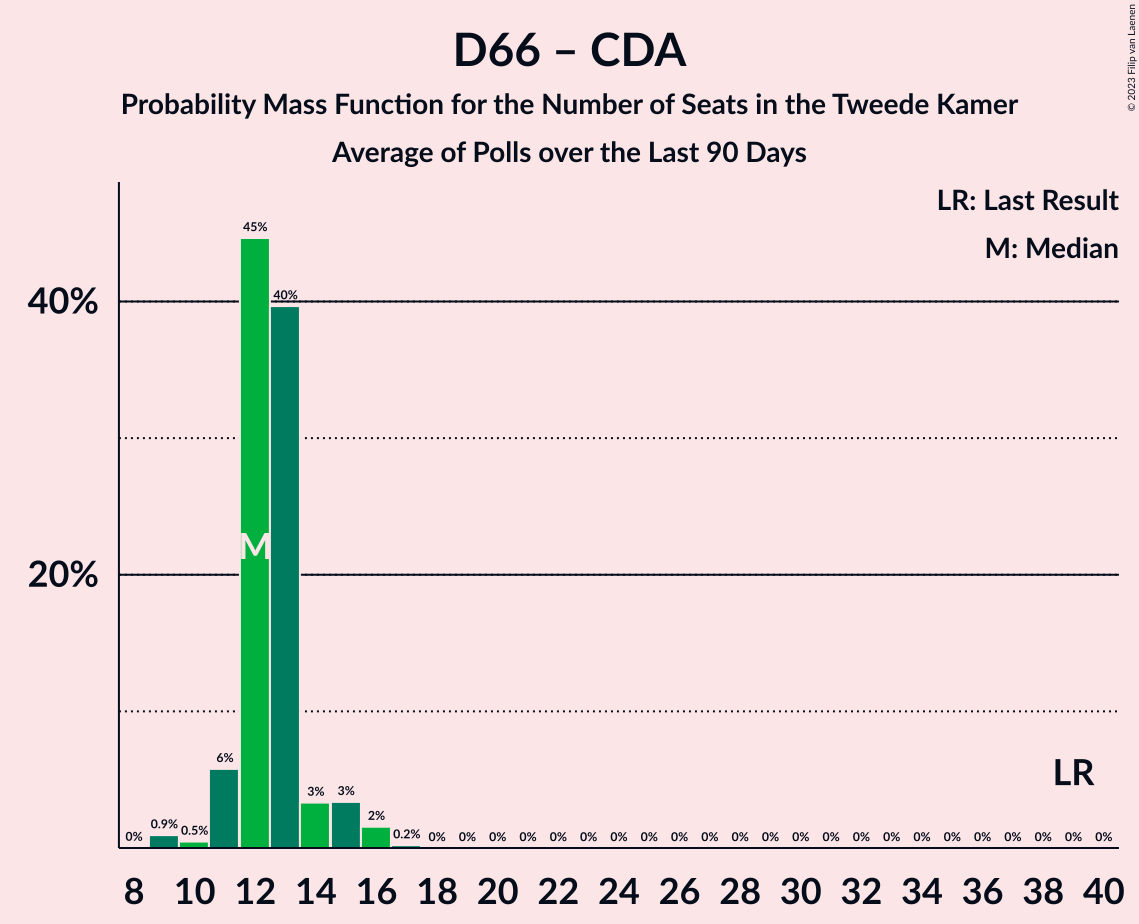 D66 – CDA
Probability Mass Function for the Number of Seats in the Tweede Kamer
Average of Polls over the Last 90 Days
© 2023 Filip van Laenen
LR: Last Result
M: Median
40%
20%
0% 0.9% 0.5% 6% 45% 40% 3% 3% 2% 0.2% 0% 0% 0% 0% 0% 0% 0% 0% 0% 0% 0% 0% 0% 0% 0% 0% 0% 0% 0% 0% 0% 0% 0%
M
LR
8 10 12 14 16 18 20 22 24 26 28 30 32 34 36 38 40